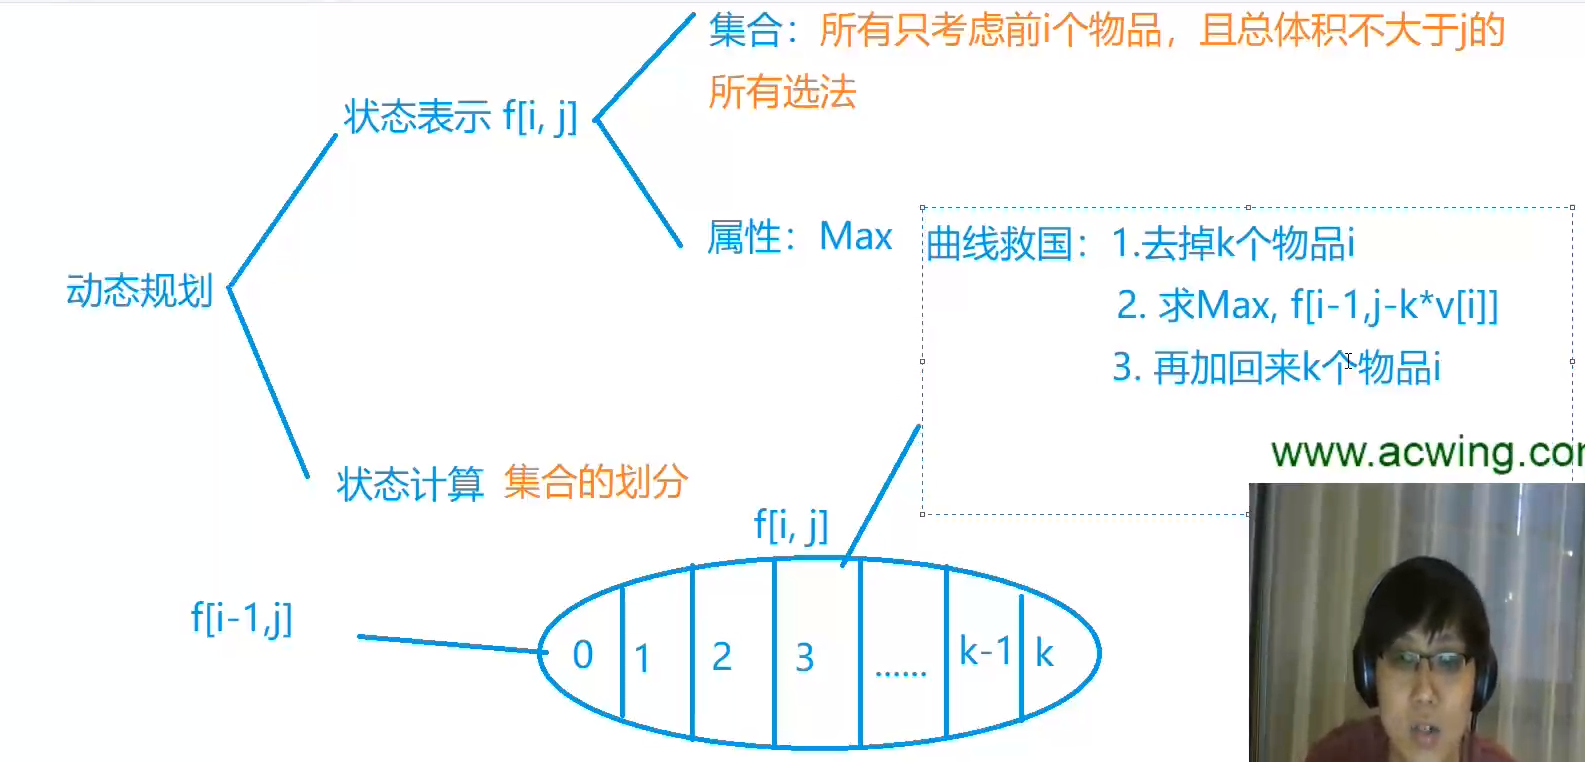 集合：所有只考虑前i个物品，且总体积不大于j的
所有选法
状态表示 f[i, j]
属性：Max
曲线救国：1.去掉k个物品i
2. 求Max, f[i-1,j-k*v[i]]
3. 再加回来k个物品i
动态规划
www.acwing.con
状态计算 集合的划分
f[i, j]
f[i-1,j]
0 1 2 3 ...... k-1 k